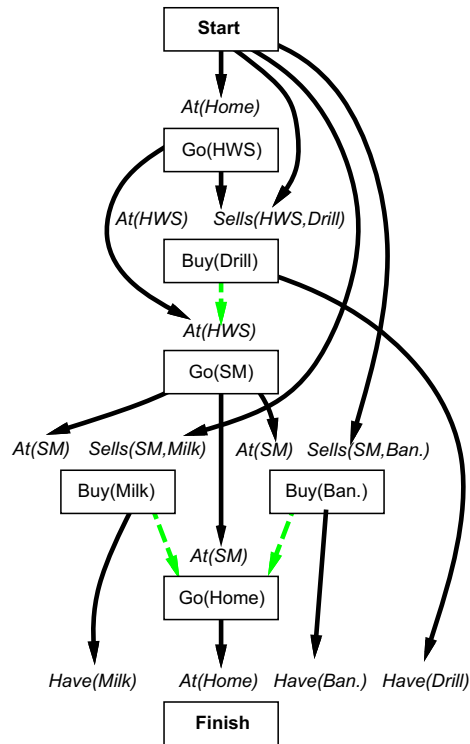 Start
At(Home)
Go(HWS)
At(HWS) Sells(HWS,Drill)
Buy(Drill)
At(HWS)
Go(SM)
At(SM) Sells(SM,Milk) At(SM) Sells(SM,Ban.)
Buy(Milk) Buy(Ban.)
At(SM)
Go(Home)
Have(Milk) At(Home) Have(Ban.) Have(Drill)
Finish